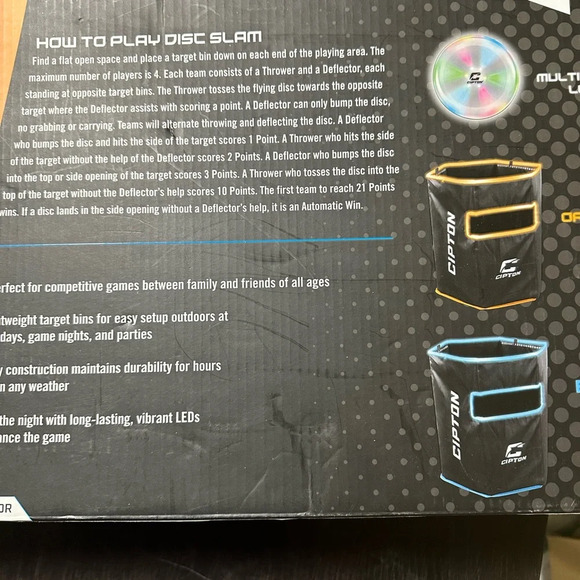 HOW TO PLAY DISC SLAM
Find a flat open space and place a target bin down on each end of the playing area. The
maximum number of players is 4. Each team consists of a Thrower and a Deflector, each
standing at opposite target bins. The Thrower tosses the flying disc towards the opposite
target where the Deflector assists with scoring a point. A Deflector can only bump the disc,
no grabbing or carrying. Teams will alternate throwing and deflecting the disc. A Deflector
who bumps the disc and hits the side of the target scores 1 Point. A Thrower who hits the side
of the target without the help of the Deflector scores 2 Points. A Deflector who bumps the disc
into the top or side opening of the target scores 3 Points. A Thrower who tosses the disc into the
top of the target without the Deflector's help scores 10 Points. The first team to reach 21 Points
wins. If a disc lands in the side opening without a Deflector's help, it is an Automatic Win.
erfect for competitive games between family and friends of all ages
tweight target bins for easy setup outdoors at
days, game nights, and parties
y construction maintains durability for hours
n any weather
the night with long-lasting, vibrant LEDs
ance the game
OR
CIPTON
MULTI
L
CIPTON
CIPTON
OR
CIPTON
CIPTON